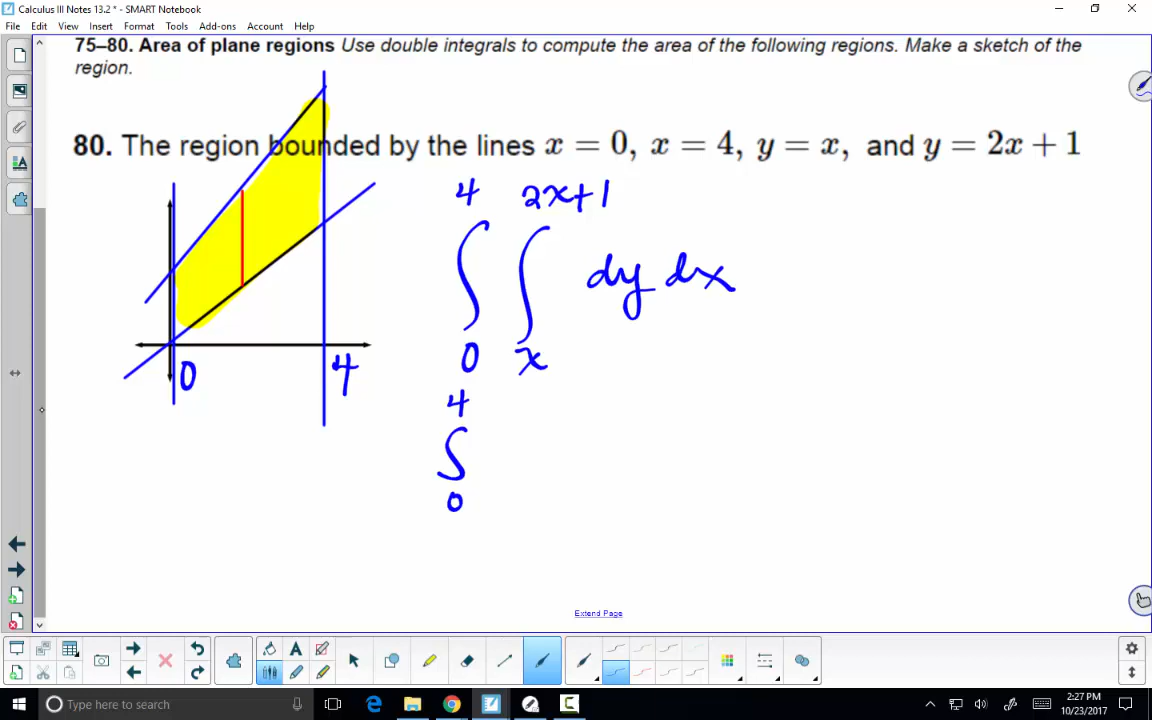 Calculus III Notes 13.2 * - SMART Notebook
File Edit View Insert Format Tools Add-ons Account Help
75–80. Area of plane regions Use double integrals to compute the area of the following regions. Make a sketch of the
region.
80. The region bounded by the lines x = 0, x = 4, y = x, and y = 2x + 1
4 2x+1
∫ ∫ dy dx
0 x
0 4
4
∫
0
Extend Page
Type here to search
2:27 PM
10/23/2017